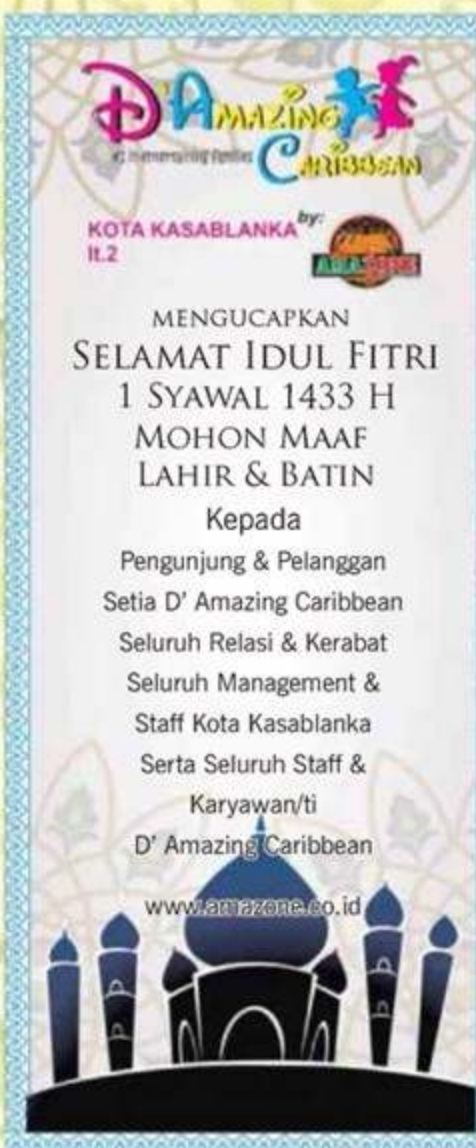 D'AMAZING
CARIBBEAN
KOTA KASABLANKA by:
lt.2
AMAZONE
MENGUCAPKAN
SELAMAT IDUL FITRI
1 SYAWAL 1433 H
MOHON MAAF
LAHIR & BATIN
Kepada
Pengunjung & Pelanggan
Setia D' Amazing Caribbean
Seluruh Relasi & Kerabat
Seluruh Management &
Staff Kota Kasablanka
Serta Seluruh Staff &
Karyawan/ti
D' Amazing Caribbean
www.amazone.co.id